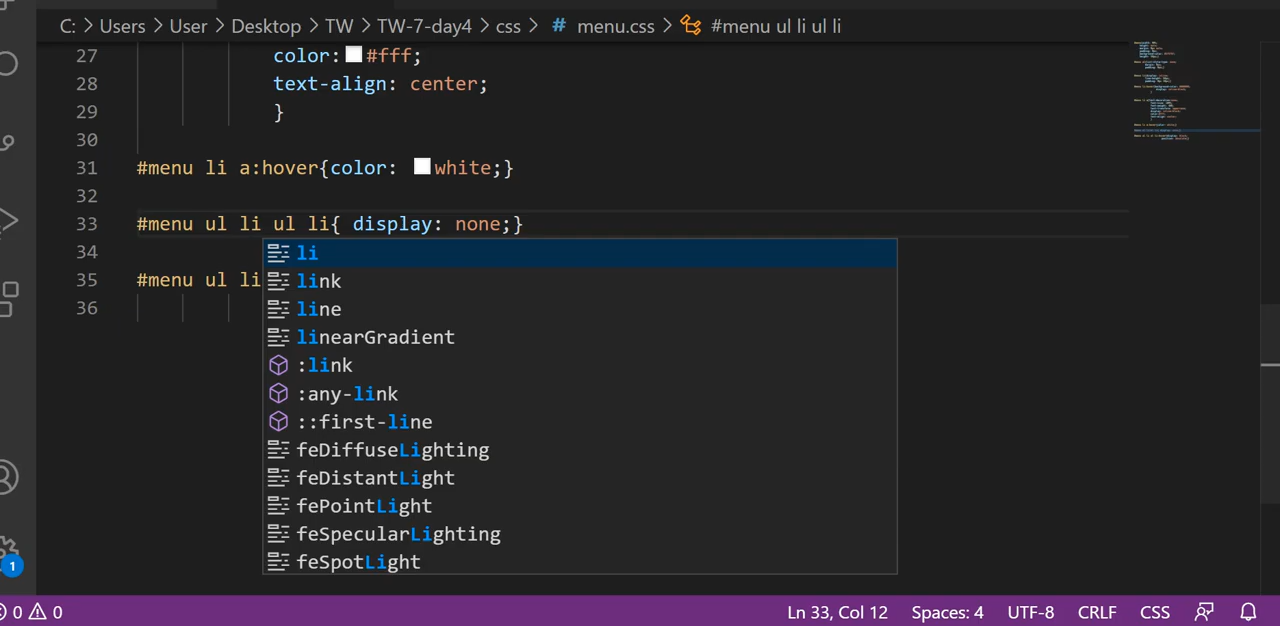 C: > Users > User > Desktop > TW > TW-7-day4 > css > # menu.css > #menu ul li ul li
27 color: #fff;
28 text-align: center;
29 }
30
31 #menu li a:hover{color: white;}
32
33 #menu ul li ul li{ display: none;}
34 li
link
35 #menu ul li
line
36
linearGradient
:link
:any-link
::first-line
feDiffuseLighting
feDistantLight
fePointLight
feSpecularLighting
feSpotLight
1
0 0 Ln 33, Col 12 Spaces: 4 UTF-8 CRLF CSS